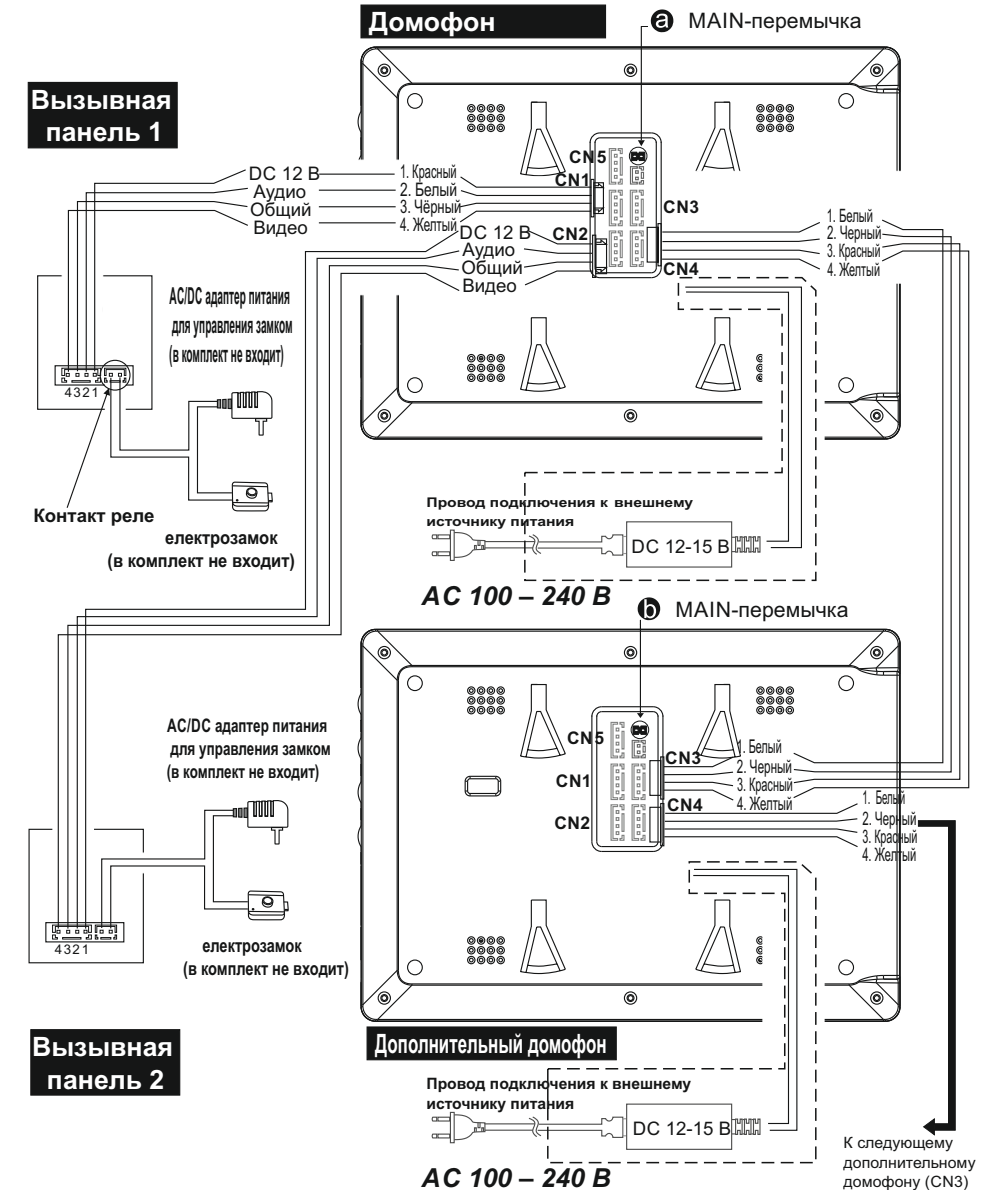 Домофон
a MAIN-перемычка
Вызывная
панель 1
CN5
CN1
CN3
CN2
CN4
DC 12 В
Аудио
Общий
Видео
1. Красный
2. Белый
3. Чёрный
4. Желтый
DC 12 В
Аудио
Общий
Видео
1. Белый
2. Черный
3. Красный
4. Желтый
AC/DC адаптер питания
для управления замком
(в комплект не входит)
4321
Контакт реле
електрозамок
(в комплект не входит)
Провод подключения к внешнему
источнику питания
DC 12-15 В
AC 100 – 240 В
b MAIN-перемычка
AC/DC адаптер питания
для управления замком
(в комплект не входит)
CN5
CN3
CN1
CN4
CN2
1. Белый
2. Черный
3. Красный
4. Желтый
1. Белый
2. Черный
3. Красный
4. Желтый
4321
електрозамок
(в комплект не входит)
Вызывная
панель 2
Дополнительный домофон
Провод подключения к внешнему
источнику питания
DC 12-15 В
AC 100 – 240 В
К следующему
дополнительному
домофону (CN3)